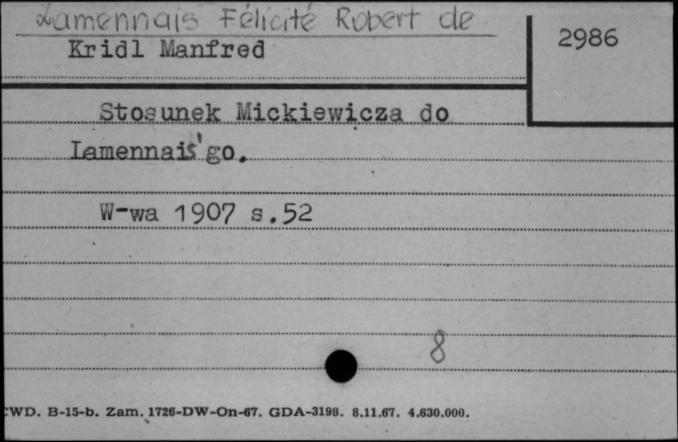 Lamennais Félicité Robert de
Kridl Manfred
2986
Stosunek Mickiewicza do
Lamennais'go.
W-wa 1907 s.52
8
CWD. B-15-b. Zam. 1726-DW-On-67. GDA-3198. 8.11.67. 4.630.000.